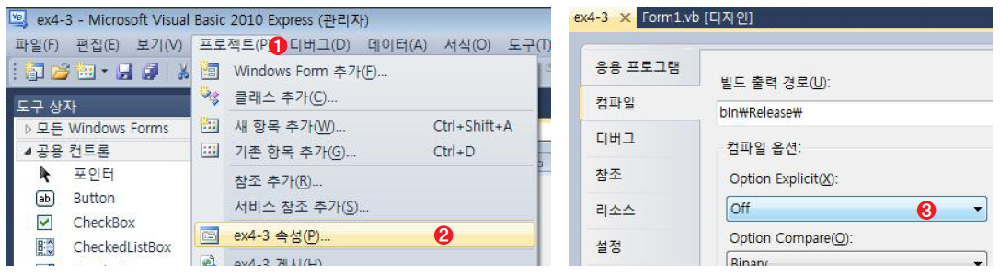 ex4-3 - Microsoft Visual Basic 2010 Express (관리자)
파일(F) 편집(E) 보기(V) 프로젝트(P) 1 디버그(D) 데이터(A) 서식(O) 도구(T)
Windows Form 추가(F)...
클래스 추가(C)...
새 항목 추가(W)... Ctrl+Shift+A
기존 항목 추가(G)... Ctrl+D
참조 추가(R)...
서비스 참조 추가(S)...
ex4-3 속성(P)... 2
ex4-3 게시(H)...
도구 상자
모든 Windows Forms
공용 컨트롤
포인터
Button
CheckBox
CheckedListBox
ex4-3 Form1.vb [디자인]
응용 프로그램
컴파일
디버그
참조
리소스
설정
빌드 출력 경로(U):
bin₩Release₩
컴파일 옵션:
Option Explicit(X):
Off 3
Option Compare(O):
Binary